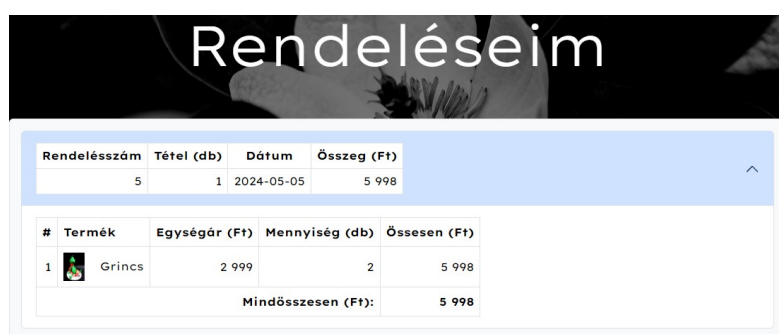 Rendeléseim
Rendelésszám Tétel (db) Dátum Összeg (Ft)
5 1 2024-05-05 5 998
# Termék Egységár (Ft) Mennyiség (db) Össesen (Ft)
1 Grincs 2 999 2 5 998
Mindösszesen (Ft): 5 998